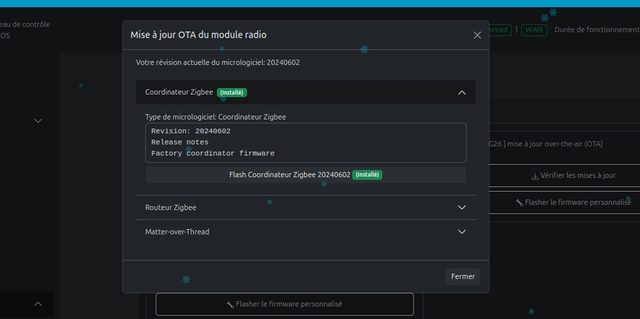 eau de contrôle
OS
read | WAN Durée de fonctionnement
Mise à jour OTA du module radio
Votre révision actuelle du micrologiciel: 20240602
Coordinateur Zigbee (Installé)
Type de micrologiciel: Coordinateur Zigbee
Revision: 20240602
Release notes
Factory coordinator firmware
Flash Coordinateur Zigbee 20240602 (Installé)
Routeur Zigbee
Matter-over-Thread
Fermer
G26 ] mise à jour over-the-air (OTA)
Vérifier les mises à jour
Flasher le firmware personnalisé
Flasher le firmware personnalisé